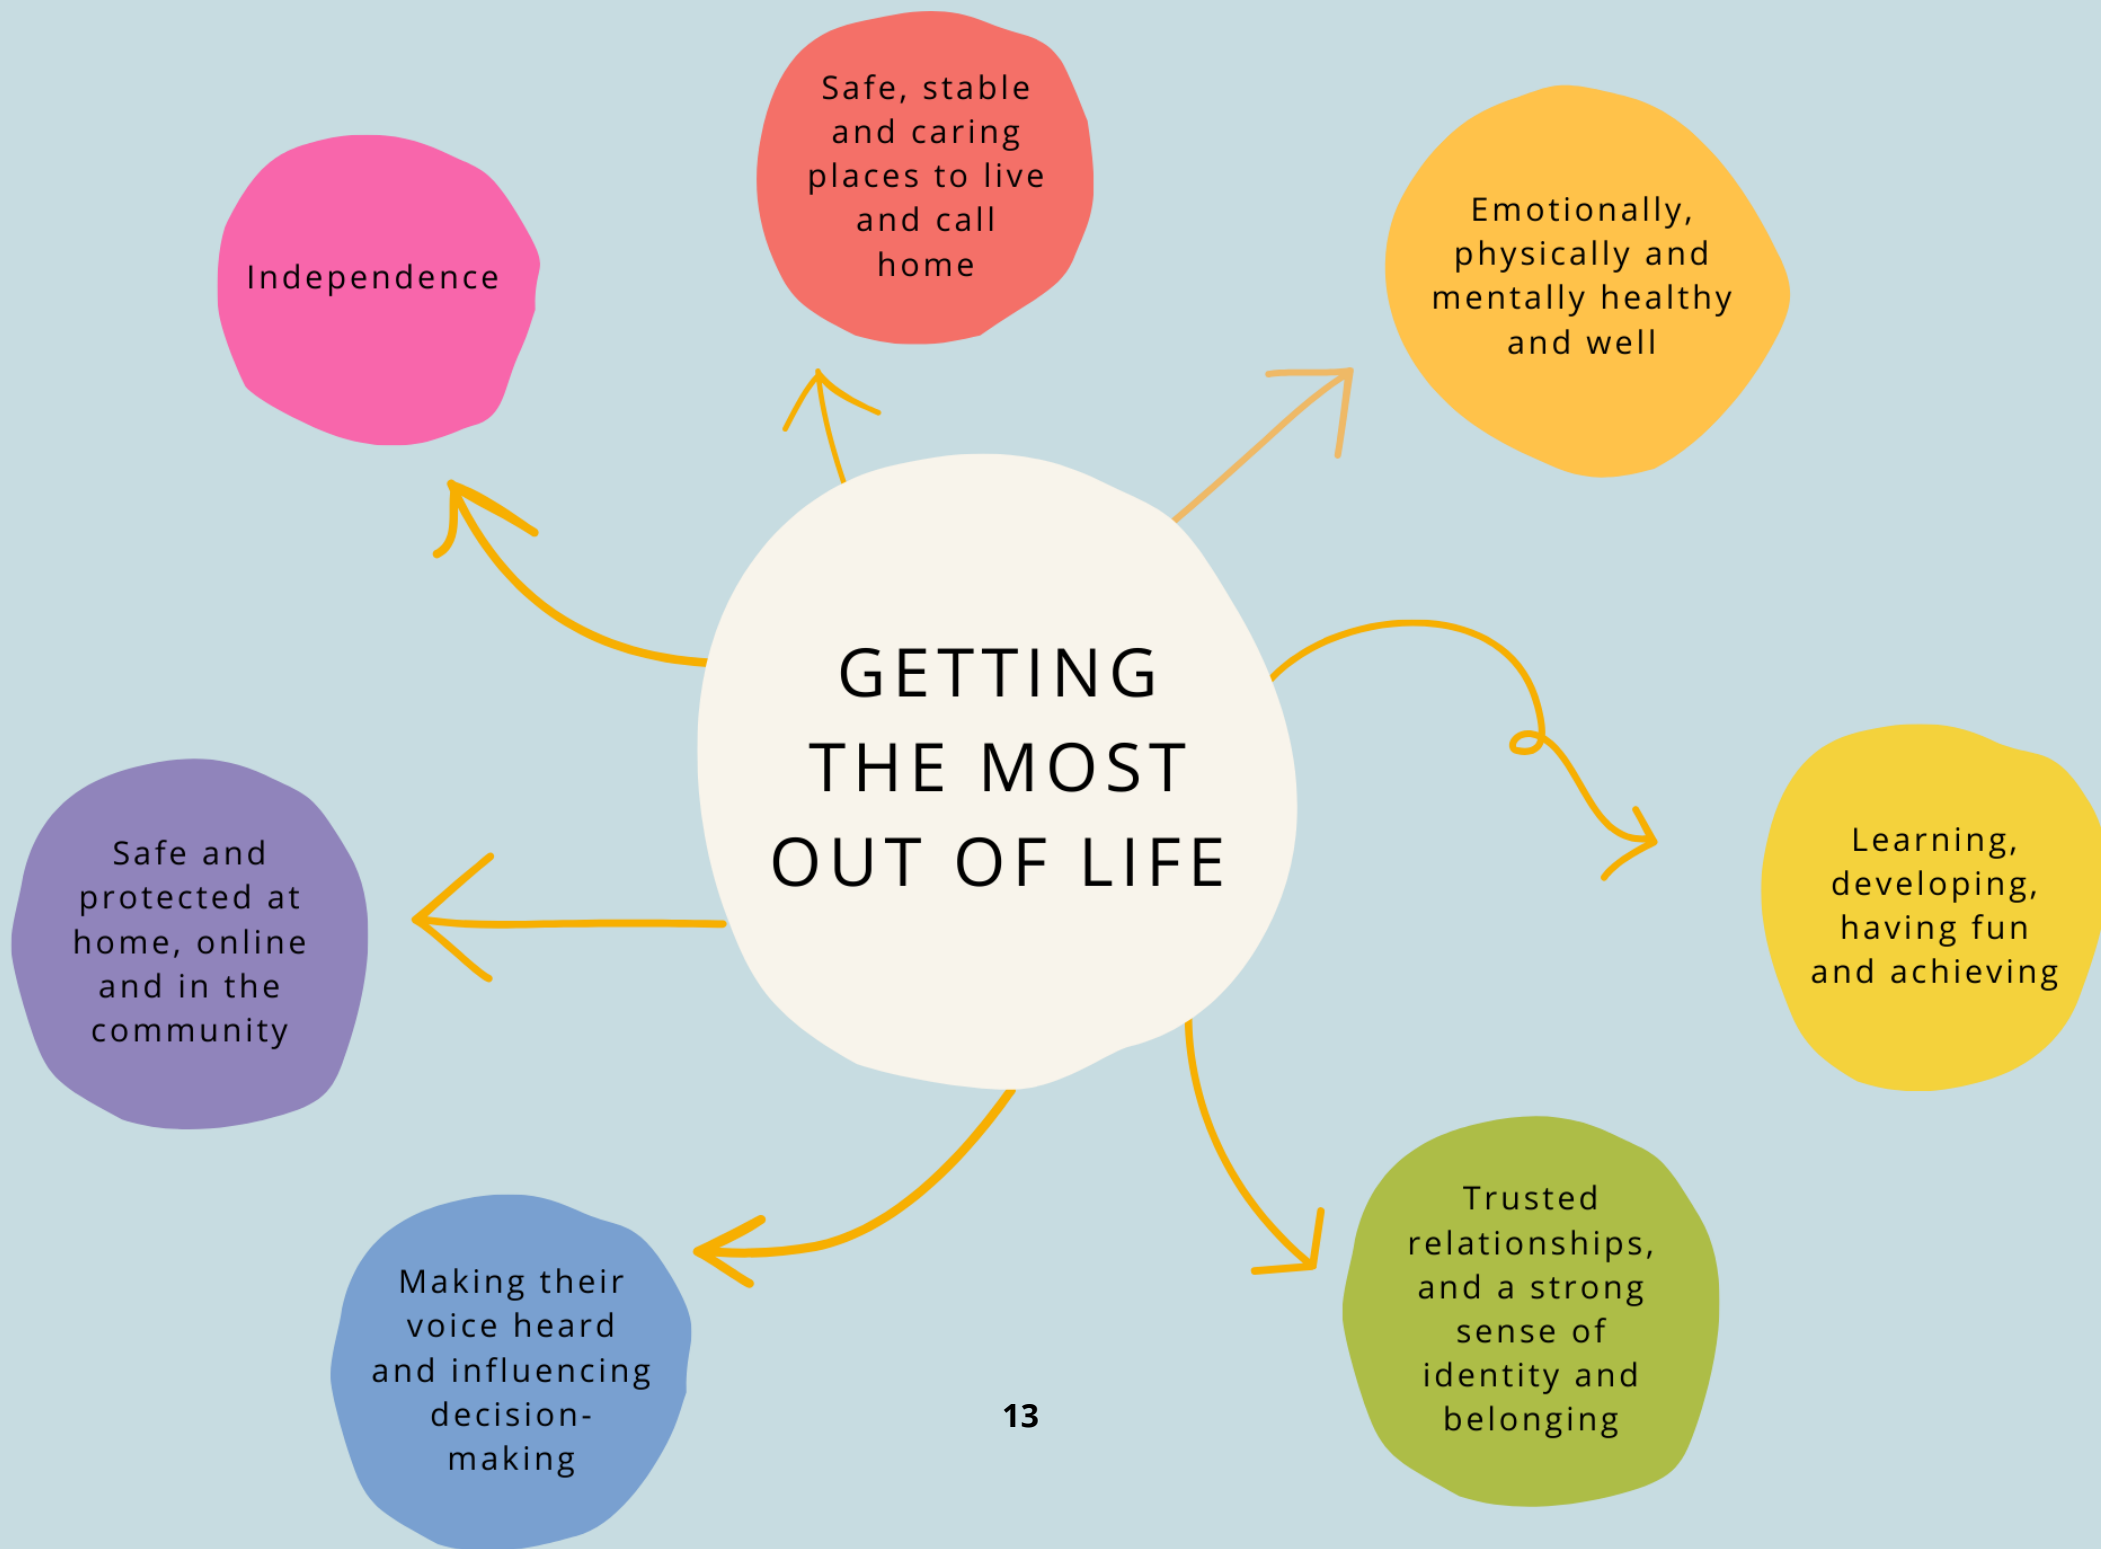 Safe, stable
and caring
places to live
and call
home
Emotionally,
physically and
mentally healthy
and well
Independence
GETTING
THE MOST
OUT OF LIFE
Learning,
developing,
having fun
and achieving
Safe and
protected at
home, online
and in the
community
Trusted
relationships,
and a strong
sense of
identity and
belonging
Making their
voice heard
and influencing
decision-
making
13